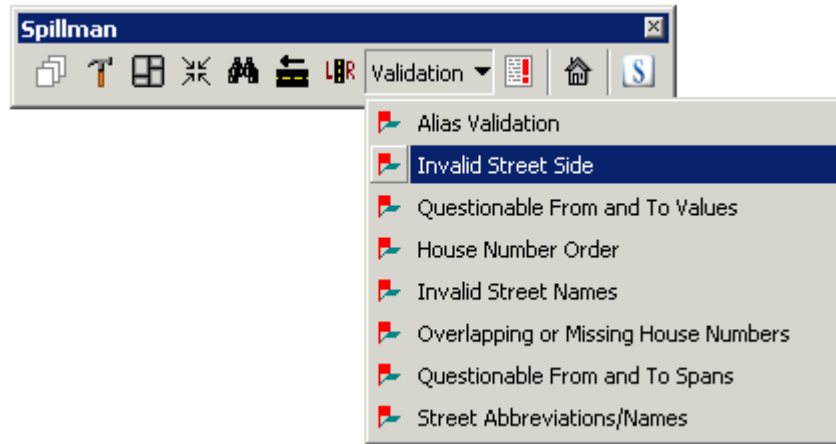 Spillman
L R Validation S
Alias Validation
Invalid Street Side
Questionable From and To Values
House Number Order
Invalid Street Names
Overlapping or Missing House Numbers
Questionable From and To Spans
Street Abbreviations/Names